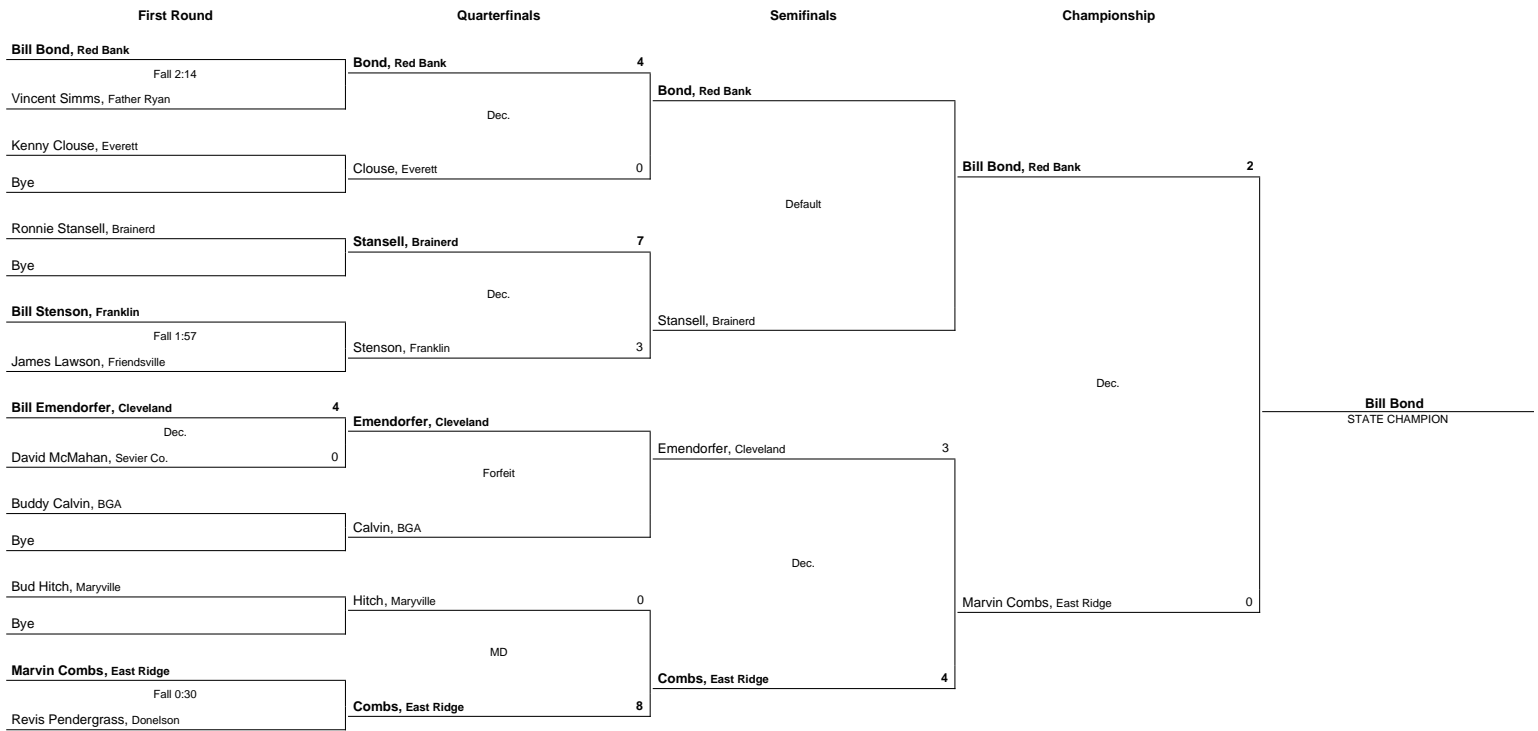 First Round Quarterfinals Semifinals Championship
Bill Bond, Red Bank
Fall 2:14
Vincent Simms, Father Ryan
Kenny Clouse, Everett
Bye
Ronnie Stansell, Brainerd
Bye
Bill Stenson, Franklin
Fall 1:57
James Lawson, Friendsville
Bill Emendorfer, Cleveland 4
Dec.
David McMahan, Sevier Co. 0
Buddy Calvin, BGA
Bye
Bud Hitch, Maryville
Bye
Marvin Combs, East Ridge
Fall 0:30
Revis Pendergrass, Donelson
Bond, Red Bank 4
Dec.
Clouse, Everett 0
Stansell, Brainerd 7
Dec.
Stenson, Franklin 3
Emendorfer, Cleveland
Forfeit
Calvin, BGA
Hitch, Maryville 0
MD
Combs, East Ridge 8
Bond, Red Bank
Default
Stansell, Brainerd
Emendorfer, Cleveland 3
Dec.
Combs, East Ridge 4
Bill Bond, Red Bank 2
Dec.
Marvin Combs, East Ridge 0
Bill Bond
STATE CHAMPION